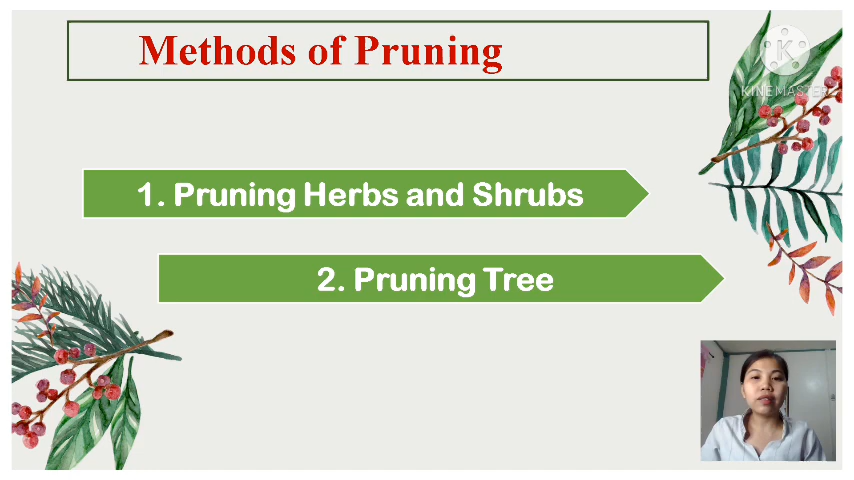 Methods of Pruning
K
KINEMASTER
1. Pruning Herbs and Shrubs
2. Pruning Tree